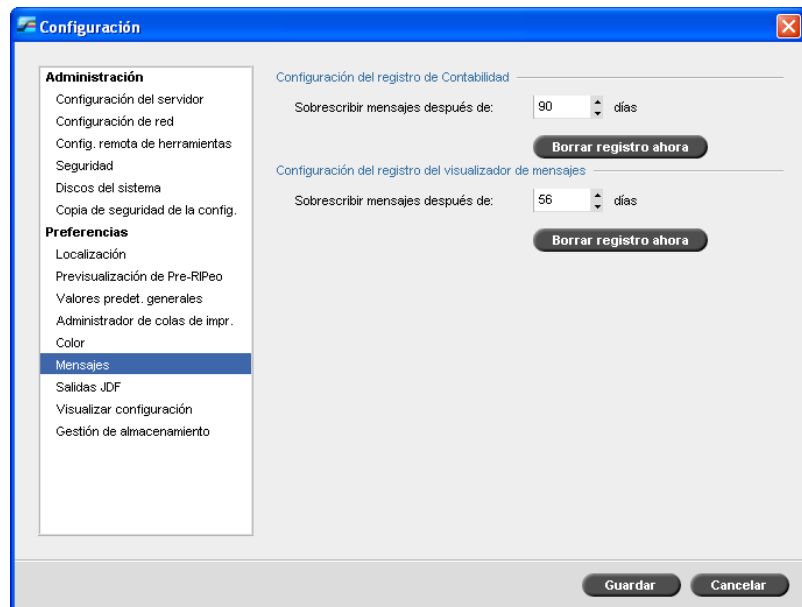 Configuración
Administración
Configuración del servidor
Configuración de red
Config. remota de herramientas
Seguridad
Discos del sistema
Copia de seguridad de la config.
Preferencias
Localización
Previsualización de Pre-RIPeo
Valores predet. generales
Administrador de colas de impr.
Color
Mensajes
Salidas JDF
Visualizar configuración
Gestión de almacenamiento
Configuración del registro de Contabilidad
Sobrescribir mensajes después de: 90 días
Borrar registro ahora
Configuración del registro del visualizador de mensajes
Sobrescribir mensajes después de: 56 días
Borrar registro ahora
Guardar Cancelar